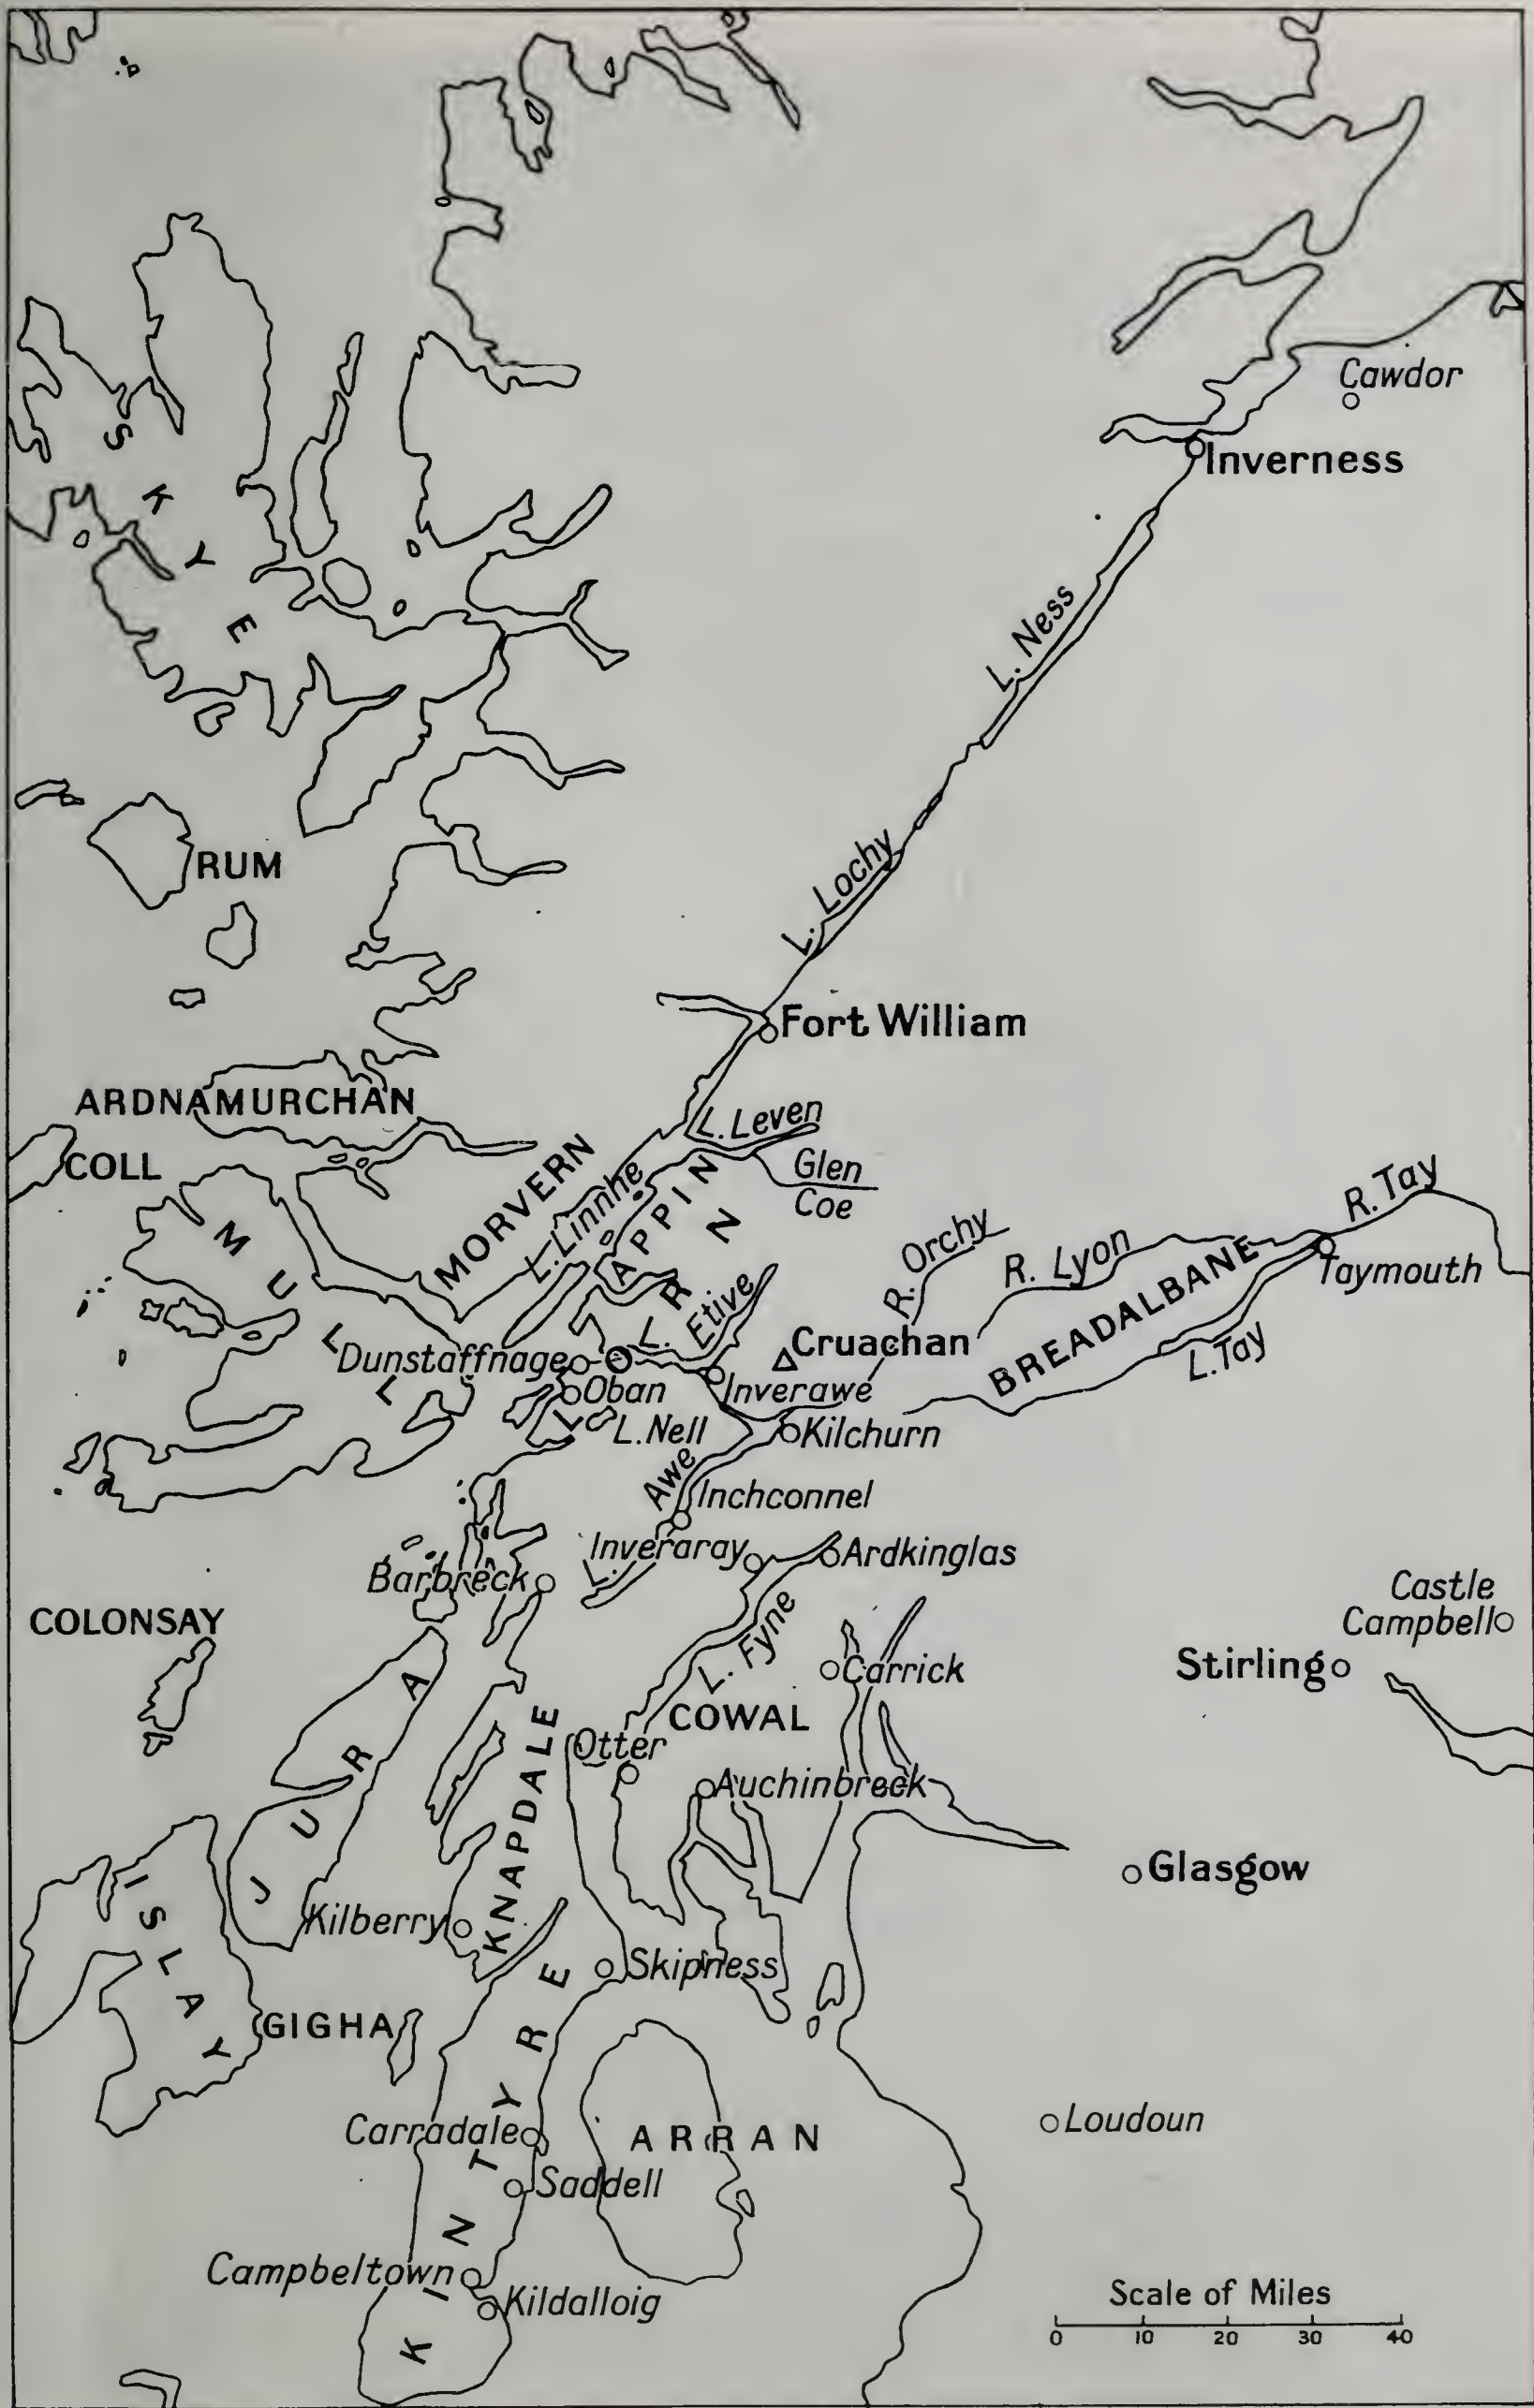 Cawdor
Inverness
SKYE
L. Ness
RUM
L. Lochy
Fort William
ARDNAMURCHAN
L. Leven
COLL
MORVERN
Glen
Coe
L. Linnhe
APPIN
R. Tay
MULL
R. Orchy
R. Lyon
BREADALBANE
Taymouth
LORN
L. Etive
Cruachan
Dunstaffnage
L. Tay
Inverawe
Oban
L. Nell
Kilchurn
L. Awe
Inchconnel
Inveraray
Ardkinglas
Barbreck
Castle
Campbell
COLONSAY
L. Fyne
Carrick
Stirling
COWAL
JURA
KNAPDALE
Otter
Auchinbreck
Glasgow
ISLAY
Kilberry
Skipness
GIGHA
KINTYRE
Carradale
ARRAN
Loudoun
Saddell
Campbeltown
Kildalloig
Scale of Miles
0 10 20 30 40